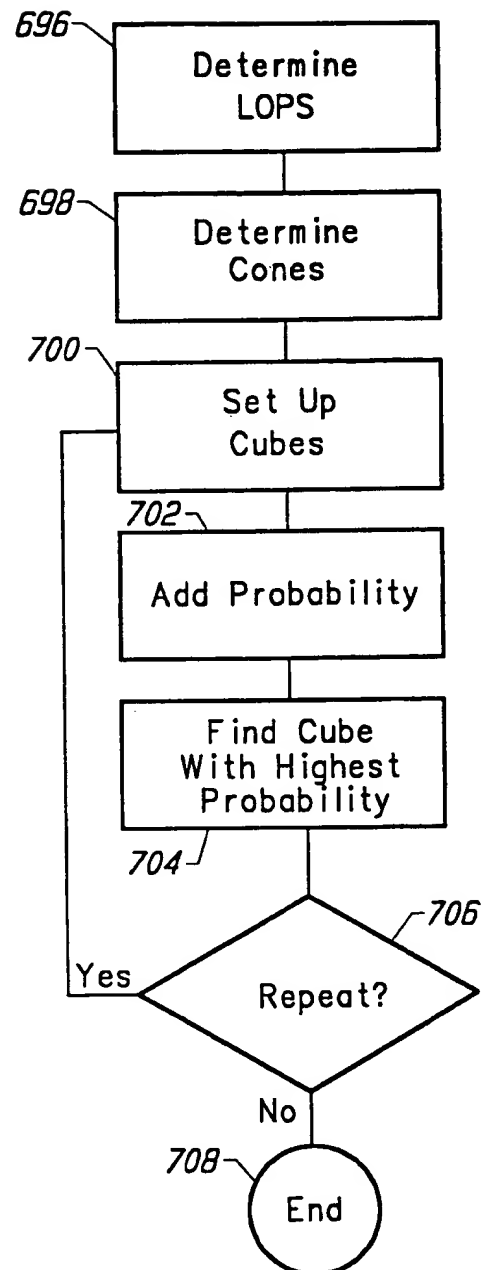 696
Determine
LOPS
698
Determine
Cones
700
Set Up
Cubes
702
Add Probability
Find Cube
With Highest
Probability
704
706
Repeat?
Yes
No
708
End